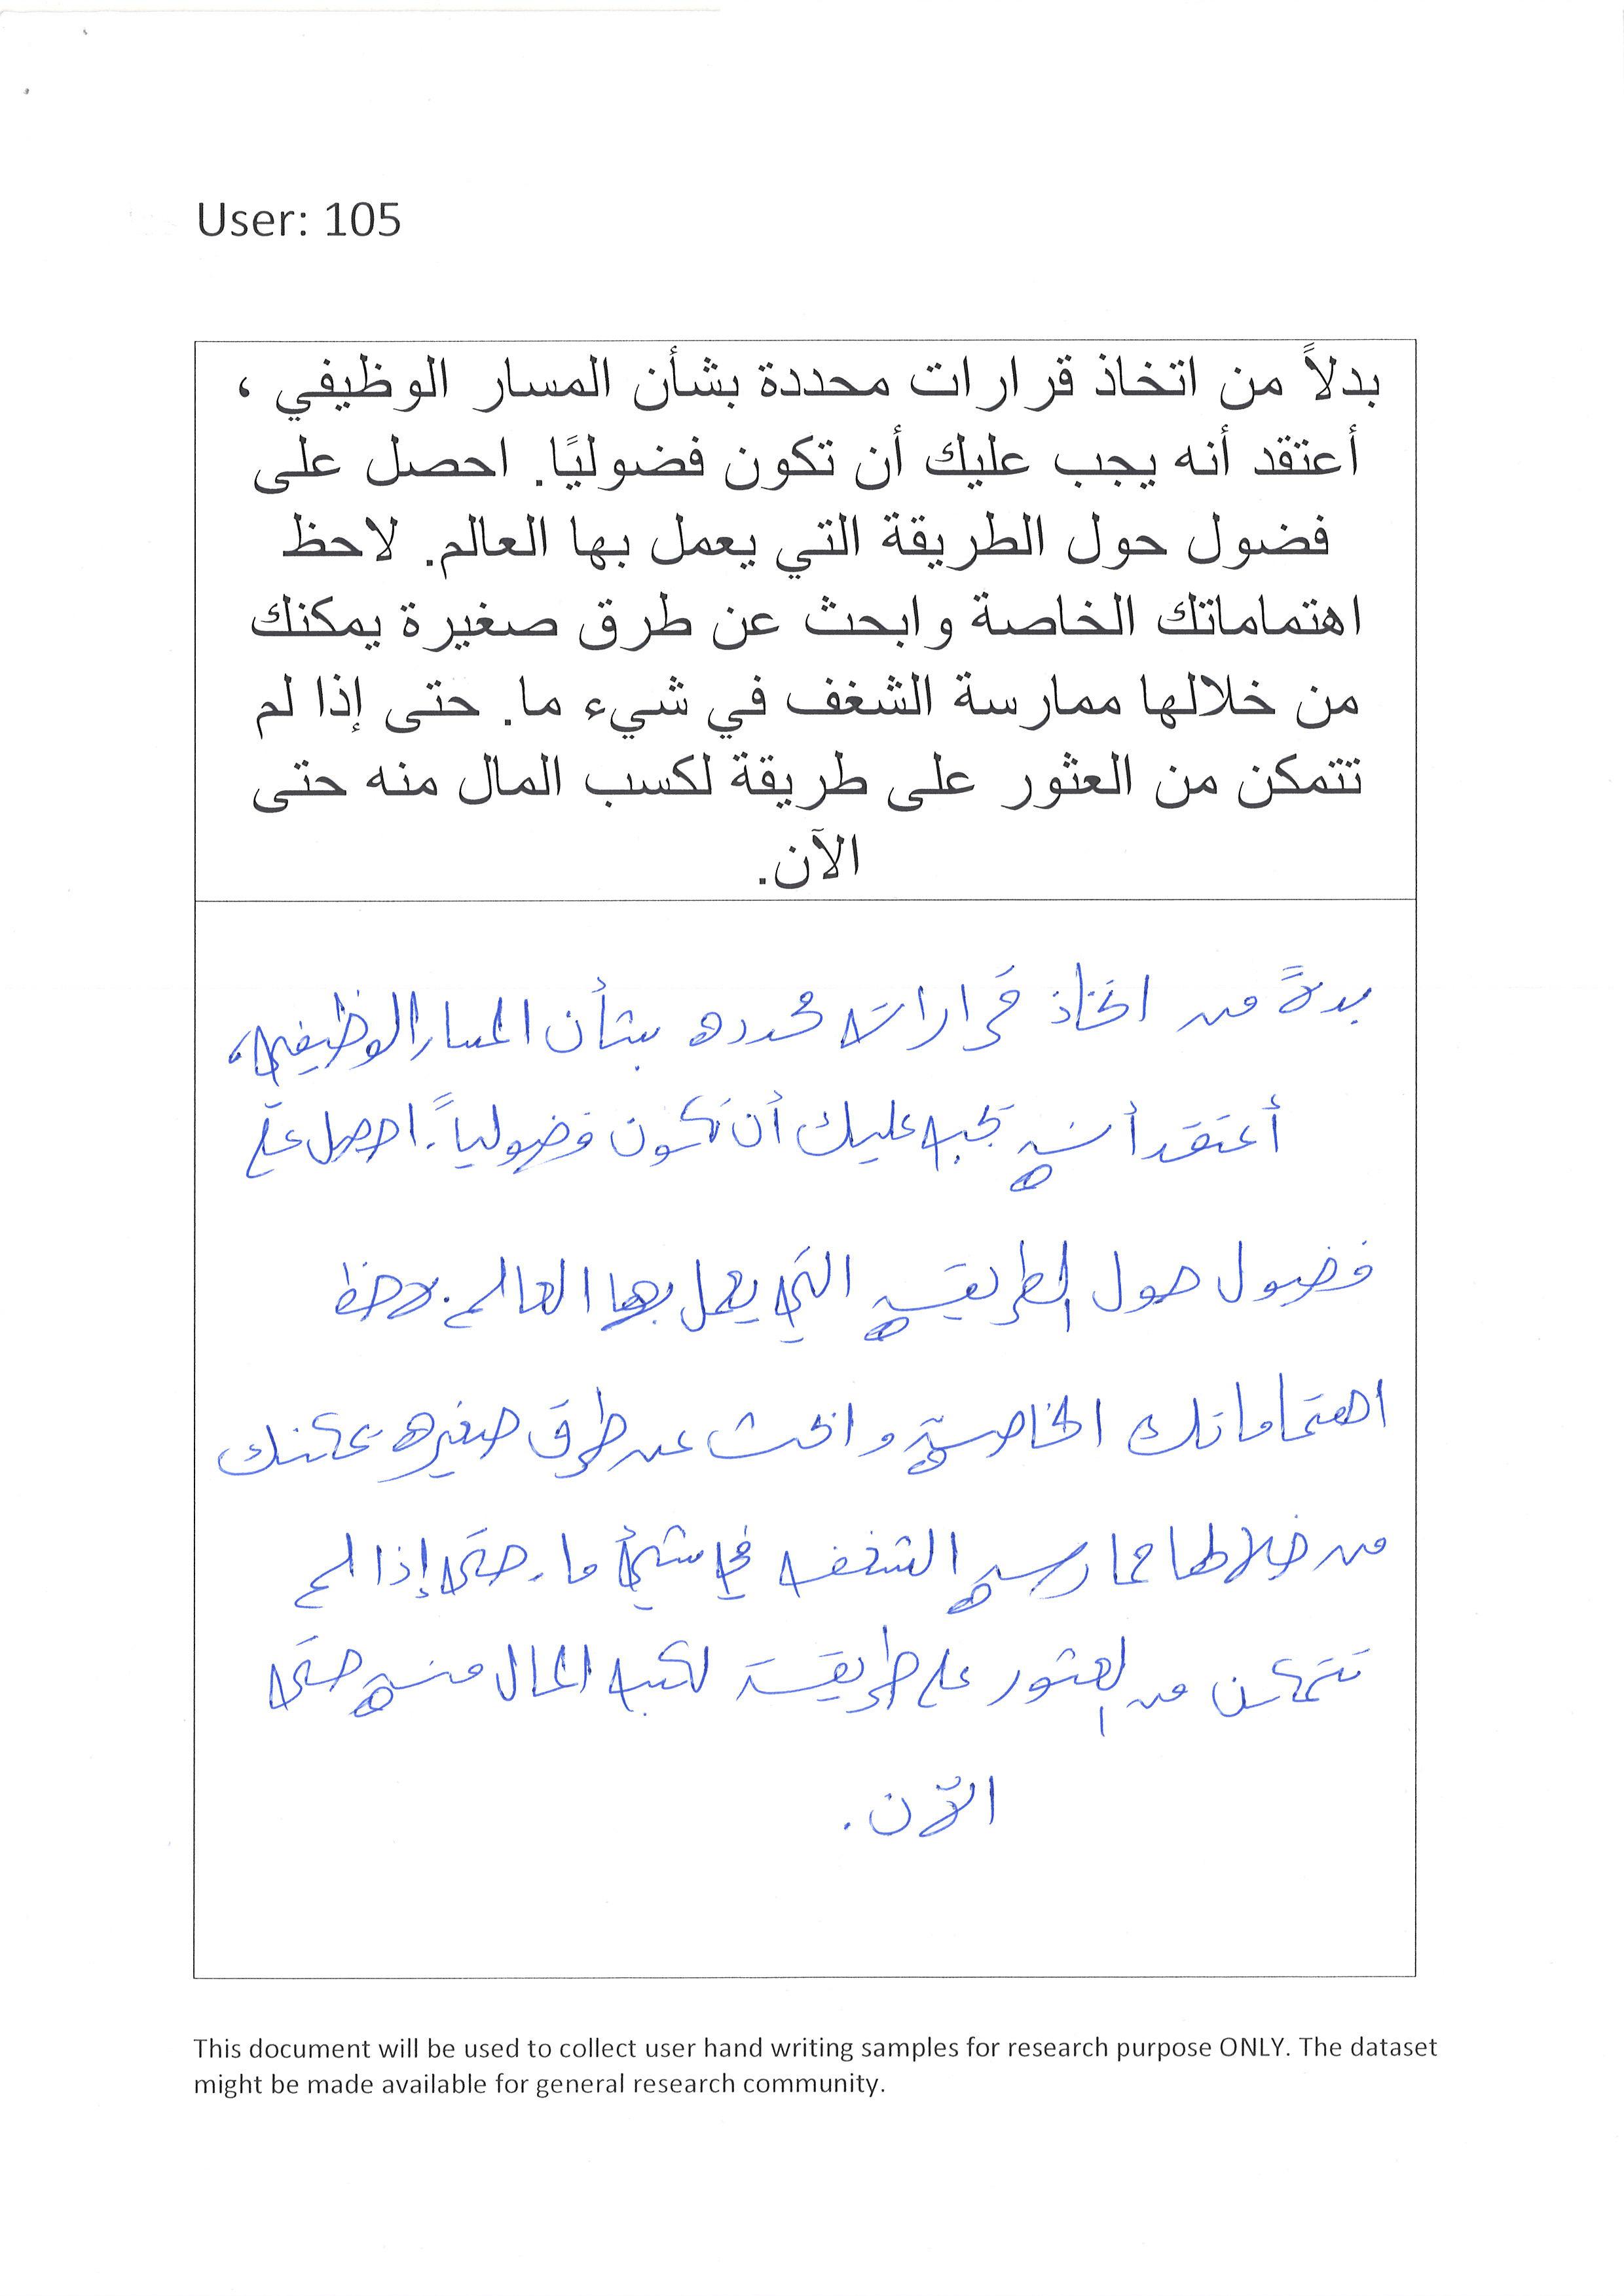 User: 105
بدلاً من اتخاذ قرارات محددة بشأن المسار الوظيفي ،
أعتقد أنه يجب عليك أن تكون فضوليًا. احصل على
فضول حول الطريقة التي يعمل بها العالم. لاحظ
اهتماماتك الخاصة وابحث عن طرق صغيرة يمكنك
من خلالها ممارسة الشغف في شيء ما. حتى إذا لم
تتمكن من العثور على طريقة لكسب المال منه حتى
الآن.
بدلاً من اتخاذ قرارات محدده بشأن المسار الوظيفي،
أعتقد أنه يجب عليك أن تكون فضولياً. احصل على
فضول حول الطريقه التي يعمل بها العالم. لاحظ
اهتماماتك الخاصة وابحث عن طرق صغيره يمكنك
من خلالها ممارسه الشغف في شيئ ما. حتى إذا لم
تتمكن من العثور على طريقة لكسب المال منه حتى
الآن.
This document will be used to collect user hand writing samples for research purpose ONLY. The dataset
might be made available for general research community.